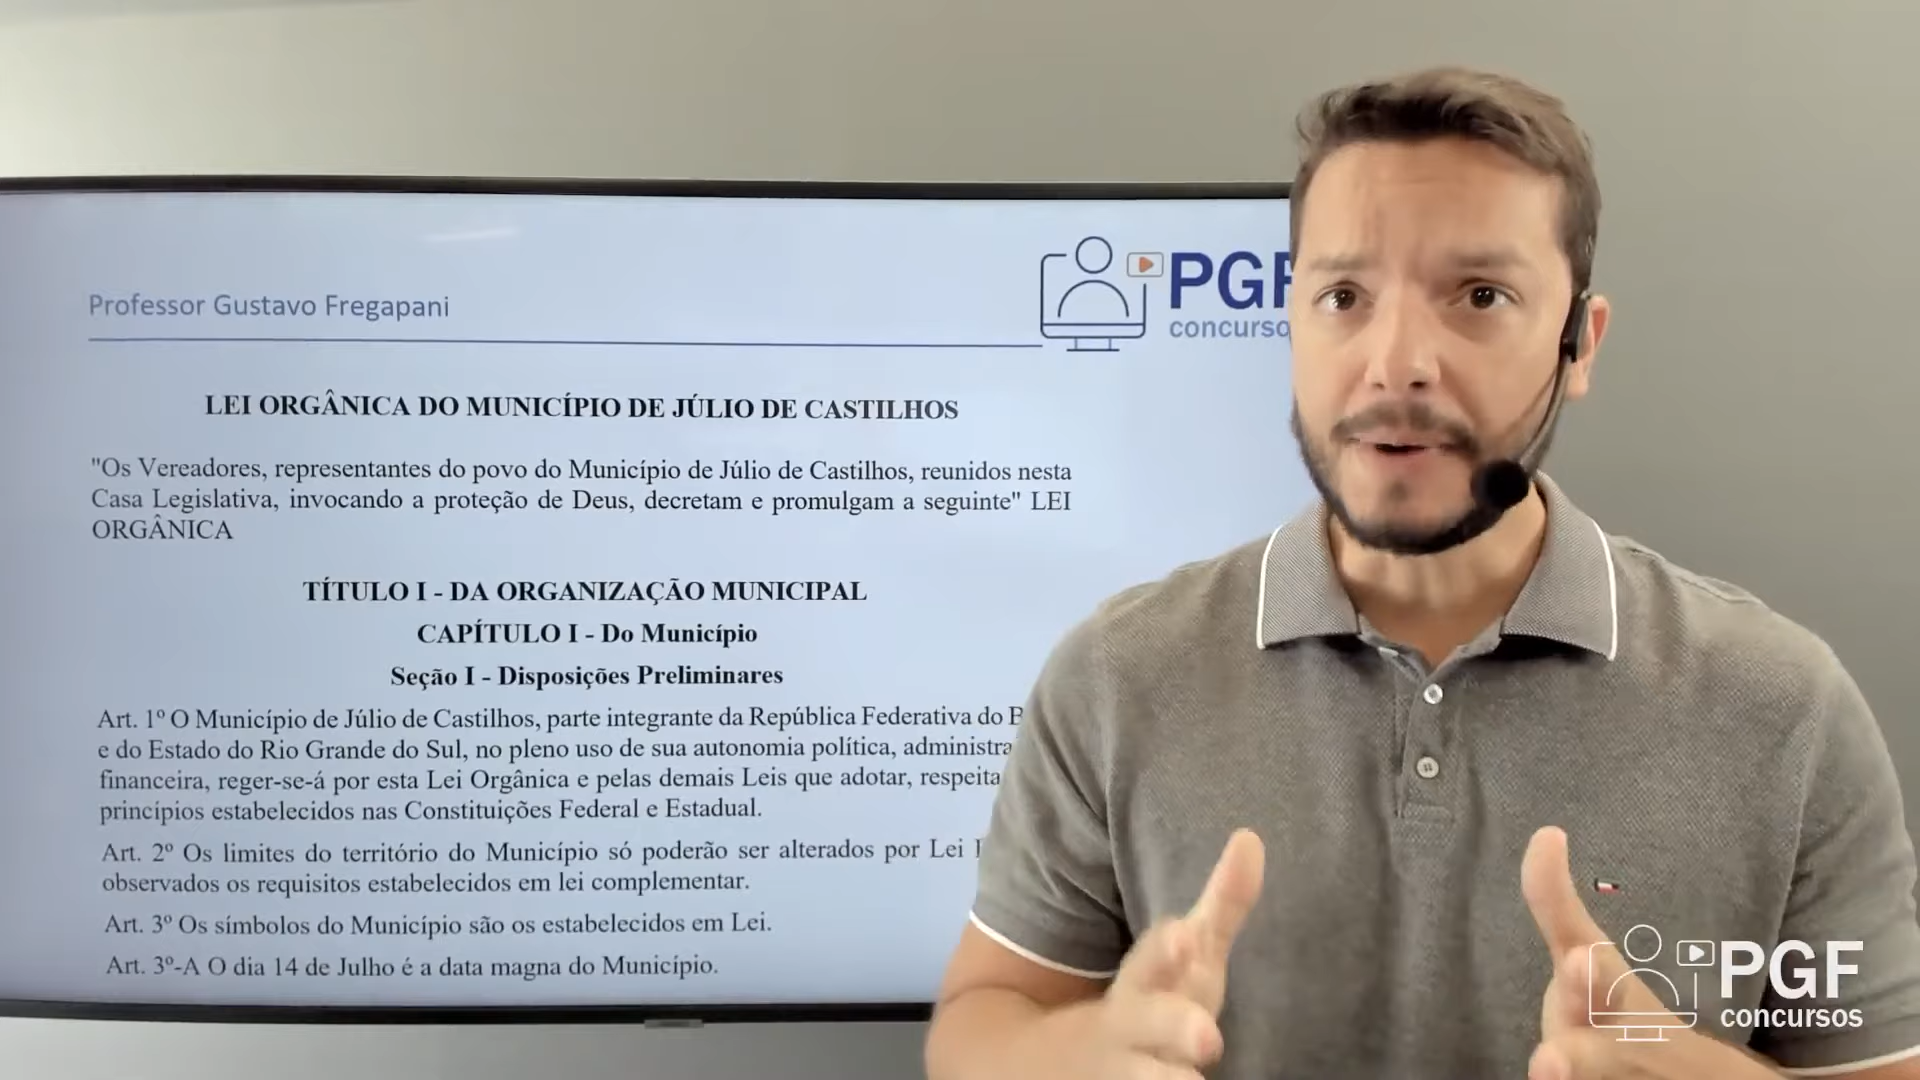 Professor Gustavo Fregapani
PGF
concurso
LEI ORGÂNICA DO MUNICÍPIO DE JÚLIO DE CASTILHOS
"Os Vereadores, representantes do povo do Município de Júlio de Castilhos, reunidos nesta
Casa Legislativa, invocando a proteção de Deus, decretam e promulgam a seguinte" LEI
ORGÂNICA
TÍTULO I - DA ORGANIZAÇÃO MUNICIPAL
CAPÍTULO I - Do Município
Seção I - Disposições Preliminares
Art. 1º O Município de Júlio de Castilhos, parte integrante da República Federativa do
e do Estado do Rio Grande do Sul, no pleno uso de sua autonomia política,
financeira, reger-se-á por esta Lei Orgânica e pelas demais Leis que adotar,
princípios estabelecidos nas Constituições Federal e Estadual.
Art. 2º Os limites do território do Município só poderão ser alterados por Lei
observados os requisitos estabelecidos em lei complementar.
Art. 3º Os símbolos do Município são os estabelecidos em Lei.
Art. 3º-A O dia 14 de Julho é a data magna do Município.
PGF
concursos